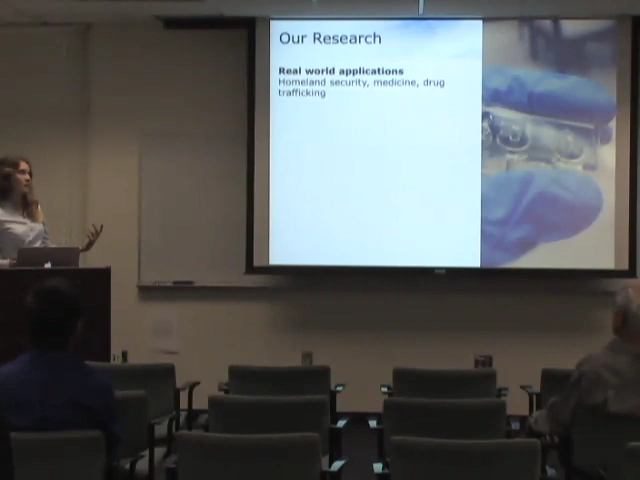 Our Research
Real world applications
Homeland security, medicine, drug
trafficking